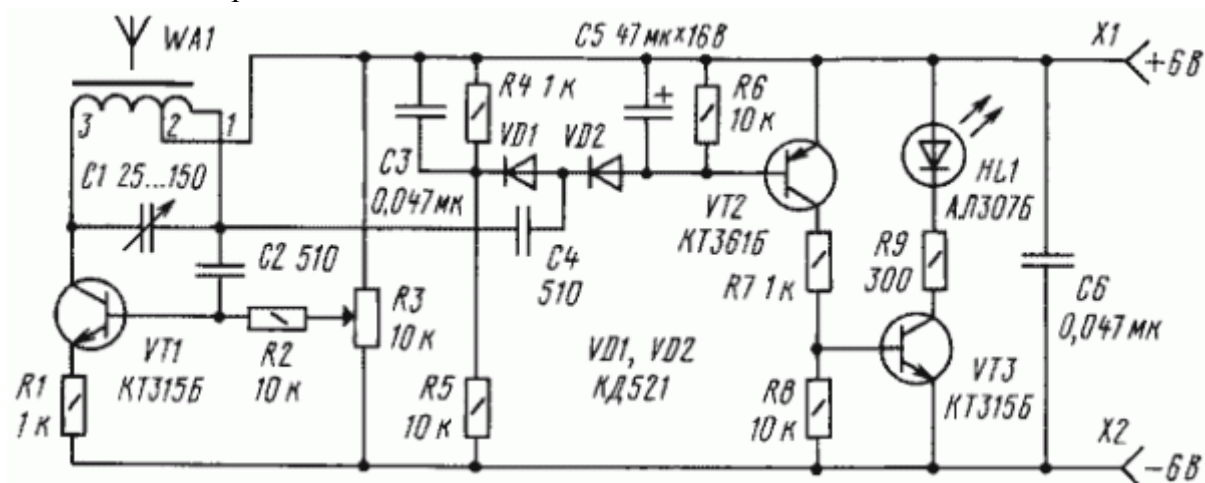 WA1
3
2
1
C1 25...150
C2 510
VT1
КТ315Б
R1
1 к
R2
10 к
R3
10 к
C3
0,047 мк
R4 1 к
VD1
VD2
C4
510
R5
10 к
C5 47 мк×16 В
+
R6
10 к
VT2
КТ361Б
R7 1 к
VD1, VD2
КД521
R8
10 к
HL1
АЛ307Б
R9
300
VT3
КТ315Б
C6
0,047 мк
X1
+6 В
X2
-6 В